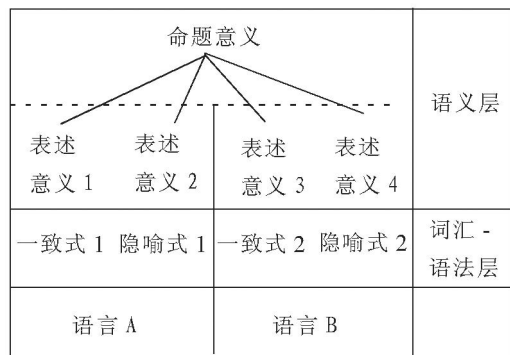 命题意义
语义层
表述 表述 表述 表述
意义1 意义2 意义3 意义4
一致式1 隐喻式1 一致式2 隐喻式2
词汇-
语法层
语言A 语言B